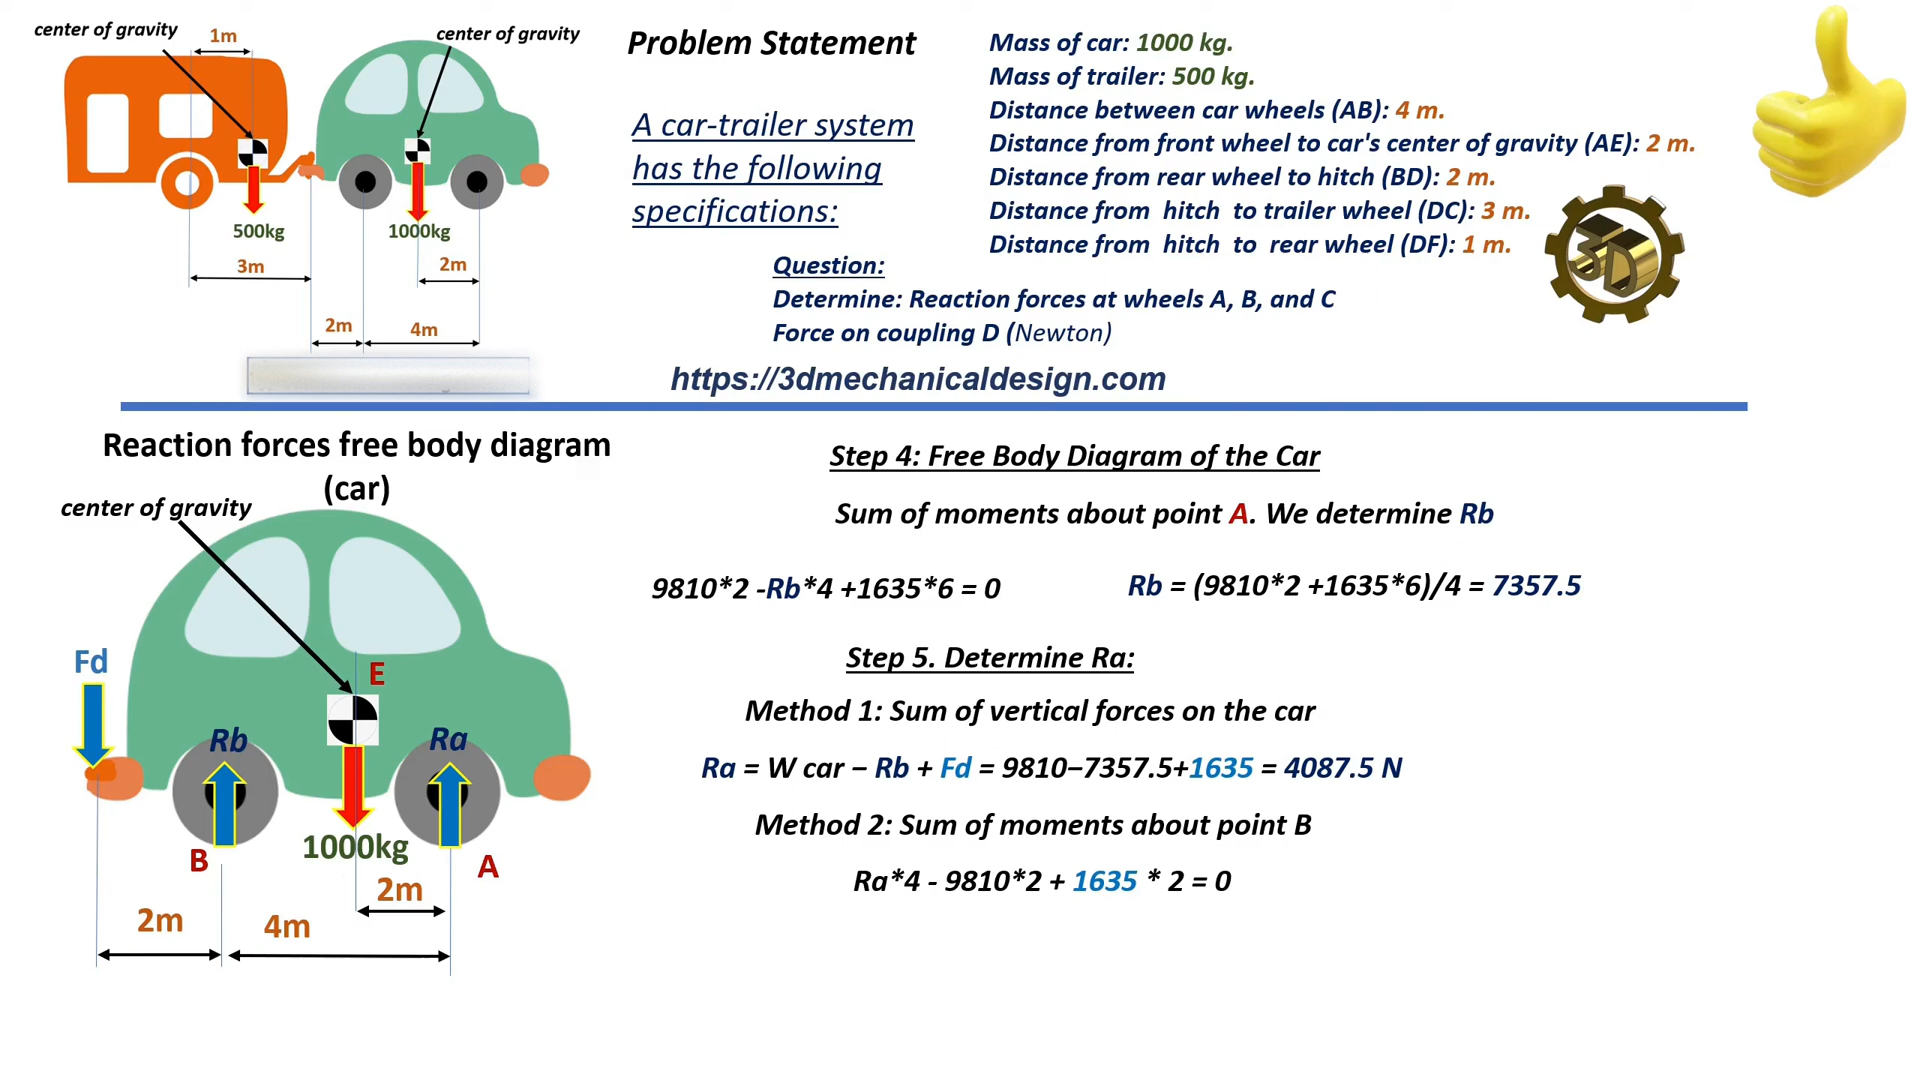 center of gravity
1m
center of gravity
500kg
1000kg
3m
2m
2m
4m
Problem Statement
A car-trailer system
has the following
specifications:
Mass of car: 1000 kg.
Mass of trailer: 500 kg.
Distance between car wheels (AB): 4 m.
Distance from front wheel to car's center of gravity (AE): 2 m.
Distance from rear wheel to hitch (BD): 2 m.
Distance from hitch to trailer wheel (DC): 3 m.
Distance from hitch to rear wheel (DF): 1 m.
3D
Question:
Determine: Reaction forces at wheels A, B, and C
Force on coupling D (Newton)
https://3dmechanicaldesign.com
Reaction forces free body diagram
(car)
center of gravity
Fd
E
Rb
Ra
B
1000kg
A
2m
2m
4m
Step 4: Free Body Diagram of the Car
Sum of moments about point A. We determine Rb
9810*2 -Rb*4 +1635*6 = 0
Rb = (9810*2 +1635*6)/4 = 7357.5
Step 5. Determine Ra:
Method 1: Sum of vertical forces on the car
Ra = W car − Rb + Fd = 9810−7357.5+1635 = 4087.5 N
Method 2: Sum of moments about point B
Ra*4 - 9810*2 + 1635 * 2 = 0